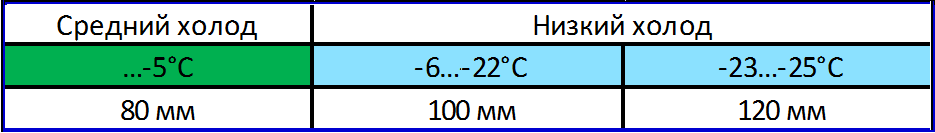 Средний холод Низкий холод
...-5°C -6...-22°C -23...-25°C
80 мм 100 мм 120 мм